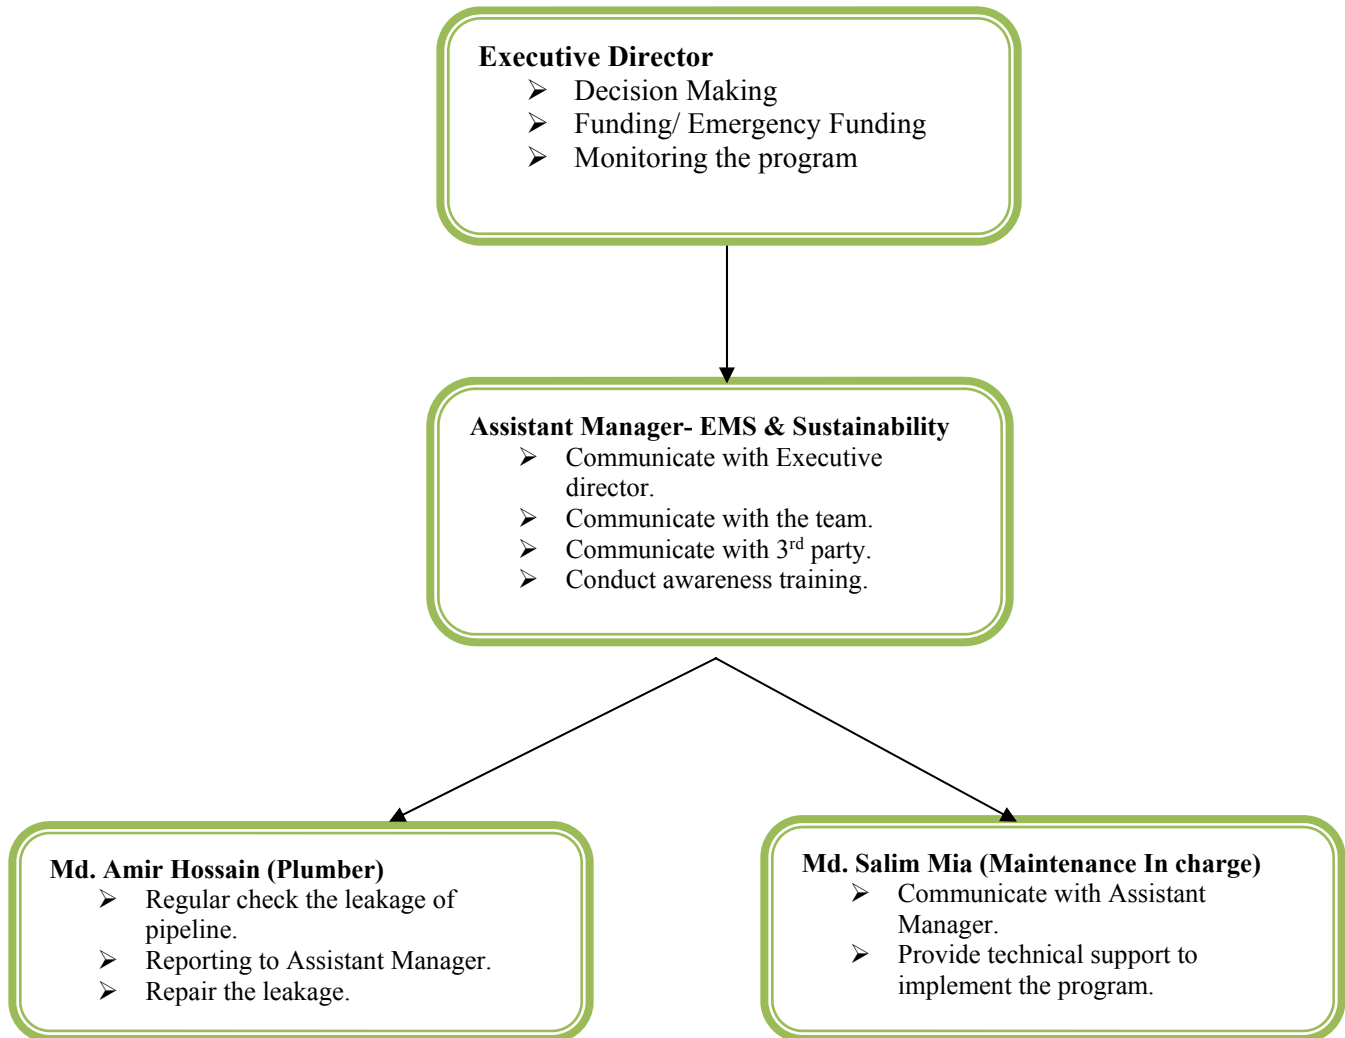 Executive Director
➢ Decision Making
➢ Funding/ Emergency Funding
➢ Monitoring the program
Assistant Manager- EMS & Sustainability
➢ Communicate with Executive
director.
➢ Communicate with the team.
➢ Communicate with 3rd party.
➢ Conduct awareness training.
Md. Amir Hossain (Plumber)
➢ Regular check the leakage of
pipeline.
➢ Reporting to Assistant Manager.
➢ Repair the leakage.
Md. Salim Mia (Maintenance In charge)
➢ Communicate with Assistant
Manager.
➢ Provide technical support to
implement the program.